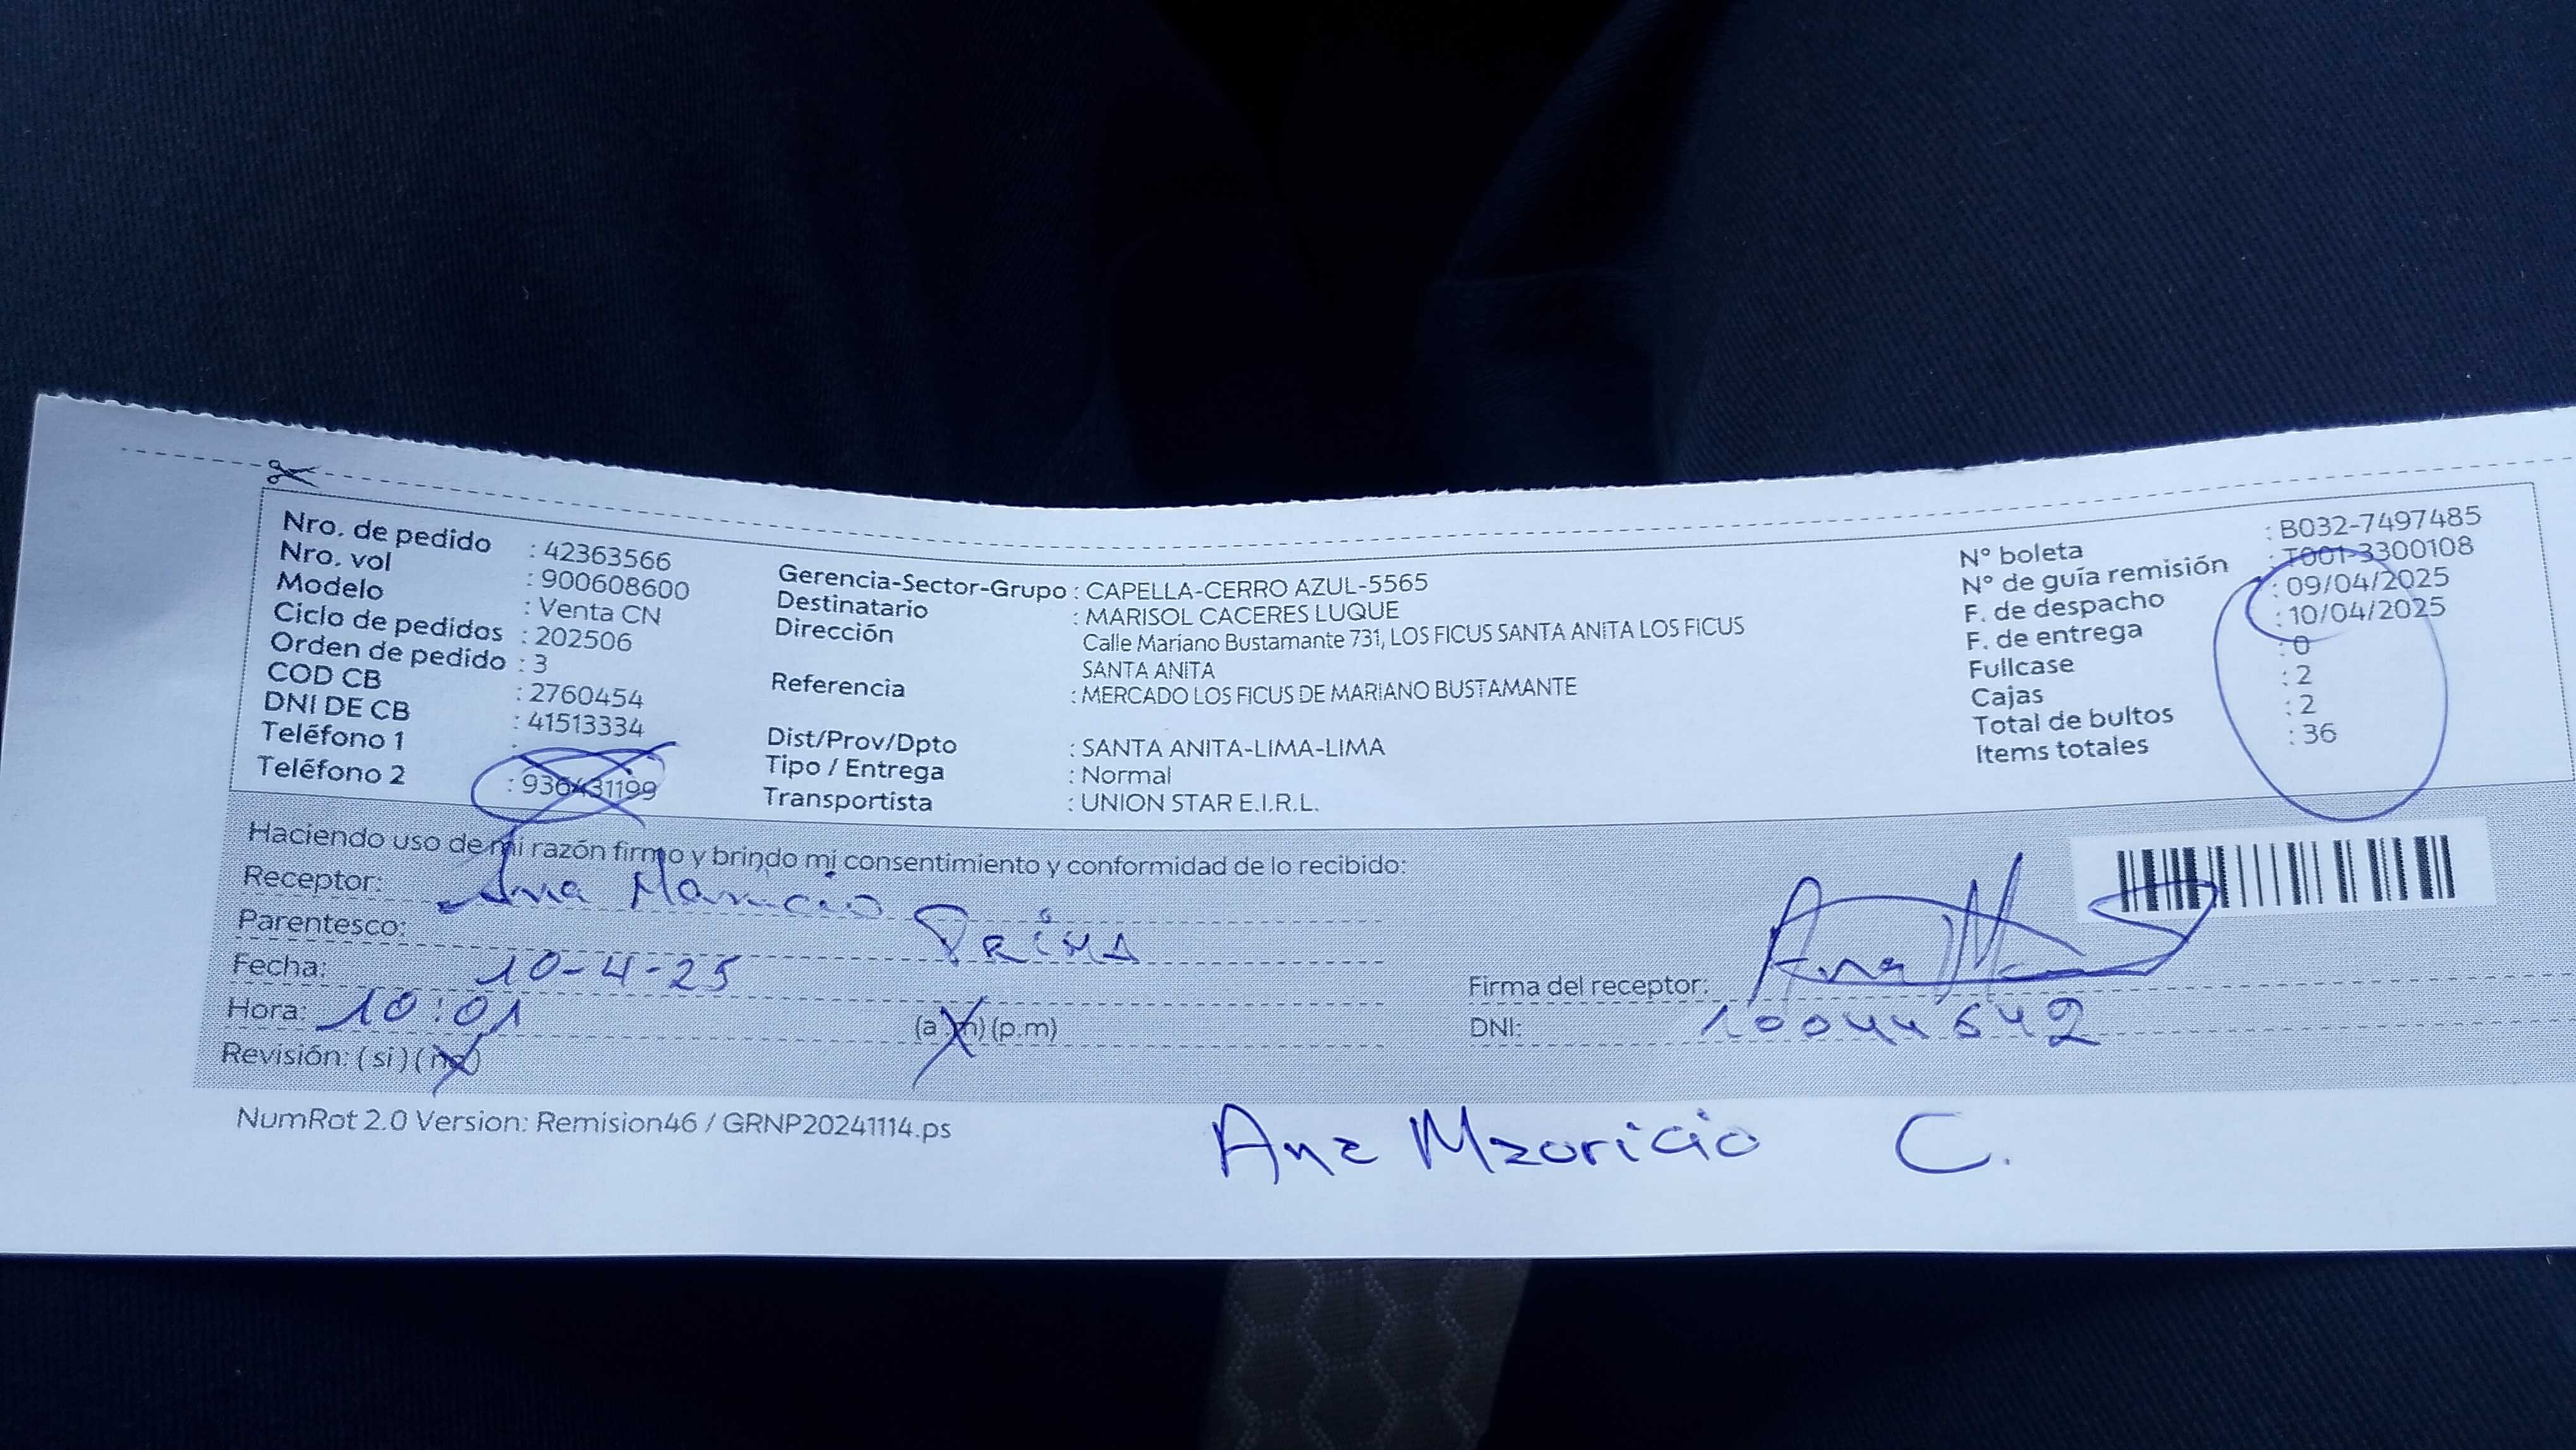 Nro. de pedido : 42363566
Nro. vol : 900608600
Modelo : Venta CN
Ciclo de pedidos : 202506
Orden de pedido : 3
COD CB : 2760454
DNI DE CB : 41513334
Teléfono 1 :
Teléfono 2 : 936431199
Gerencia-Sector-Grupo : CAPELLA-CERRO AZUL-5565
Destinatario : MARISOL CACERES LUQUE
Dirección Calle Mariano Bustamante 731, LOS FICUS SANTA ANITA LOS FICUS
SANTA ANITA
Referencia : MERCADO LOS FICUS DE MARIANO BUSTAMANTE
Dist/Prov/Dpto : SANTA ANITA-LIMA-LIMA
Tipo / Entrega : Normal
Transportista : UNION STAR E.I.R.L.
N° boleta : B032-7497485
N° de guía remisión : T001-3300108
F. de despacho : 09/04/2025
F. de entrega : 10/04/2025
Fullcase : 0
Cajas : 2
Total de bultos : 2
Items totales : 36
Haciendo uso de mi razón firmo y brindo mi consentimiento y conformidad de lo recibido:
Receptor: Ana Mauricio
Parentesco: Prima
Fecha: 10-4-25
Hora: 10:01 (a.m) (p.m)
Revisión: ( si ) ( no )
Firma del receptor: Ana
DNI: 10044642
NumRot 2.0 Version: Remision46 / GRNP20241114.ps
Ana Mauricio C.